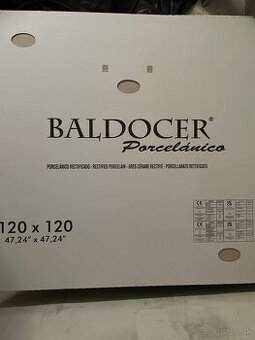 BALDOCER®
Porcelánico
PORCELÁNICO RECTIFICADO - RECTIFIED PORCELAIN - GRES CÉRAME RECTIFIÉ - PORCELLANATO RETTIFICATO
120 x 120
47,24" x 47,24"